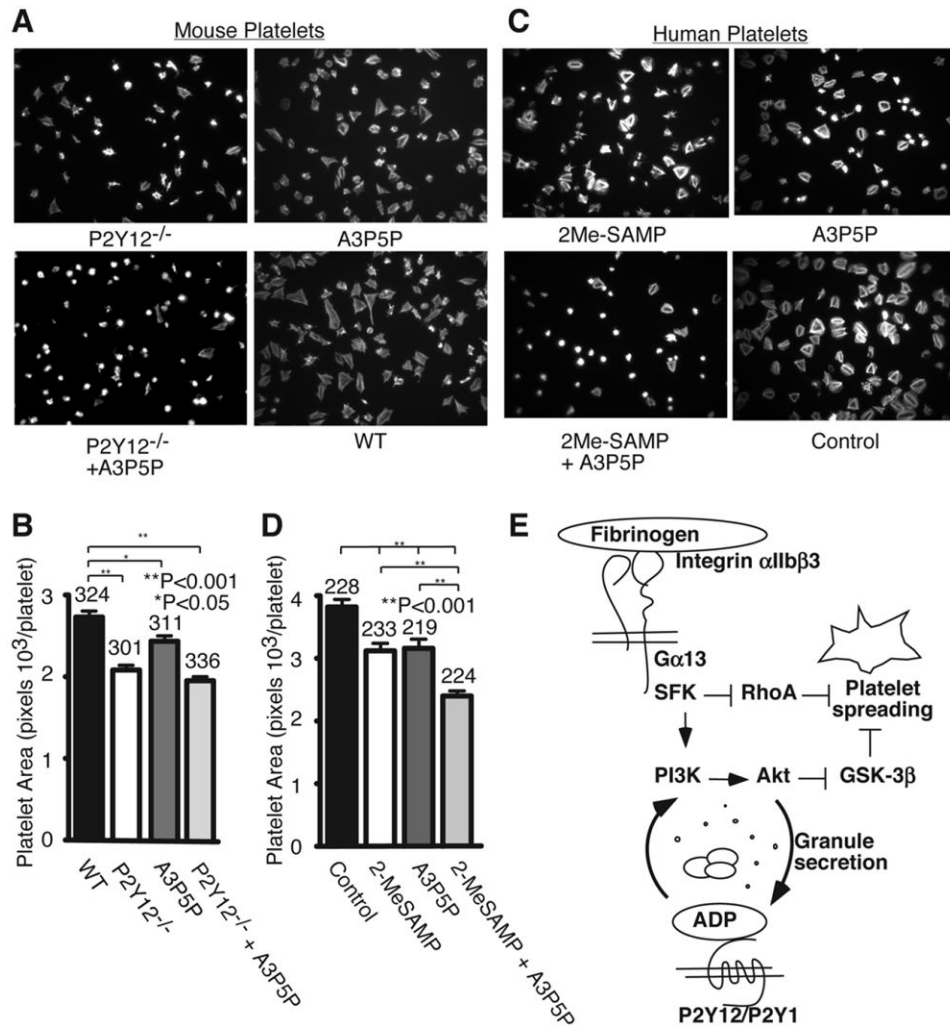 A
Mouse Platelets
P2Y12-/-
A3P5P
P2Y12-/-
+A3P5P
WT
C
Human Platelets
2Me-SAMP
A3P5P
2Me-SAMP
+ A3P5P
Control
B
Platelet Area (pixels 10³/platelet)
3
2
1
0
**
*
**
**P<0.001
*P<0.05
324
301
311
336
WT
P2Y12-/-
A3P5P
P2Y12-/- + A3P5P
D
Platelet Area (pixels 10³/platelet)
4
3
2
1
0
**
**
**
**P<0.001
228
233
219
224
Control
2-MeSAMP
A3P5P
2-MeSAMP + A3P5P
E
Fibrinogen
Integrin αIIbβ3
Gα13
SFK
RhoA
Platelet
spreading
PI3K
Akt
GSK-3β
Granule
secretion
ADP
P2Y12/P2Y1